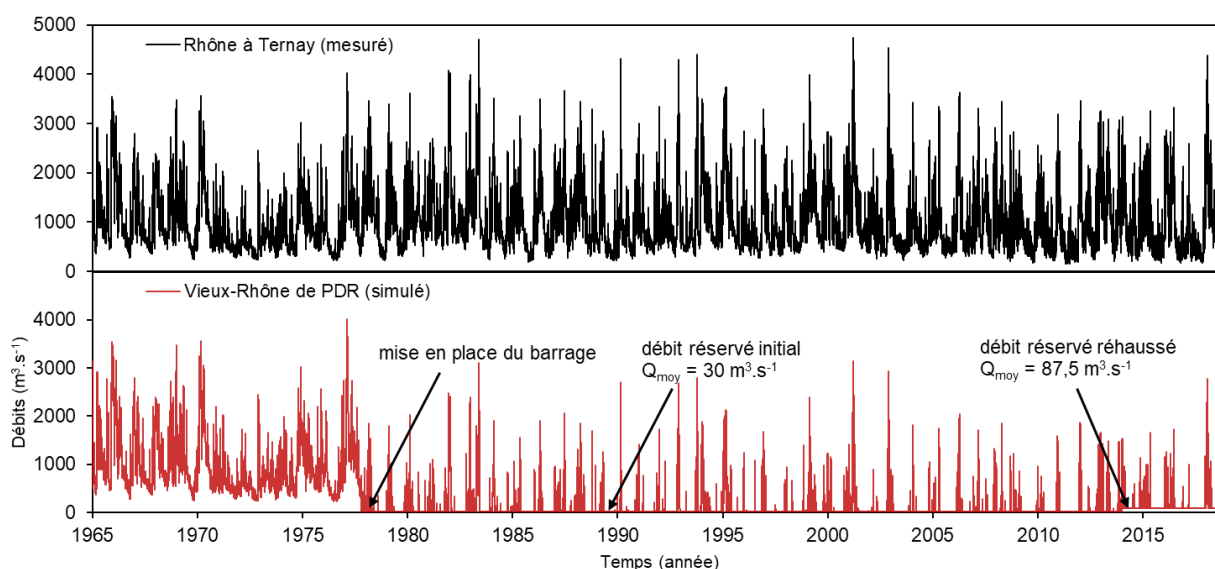 5000
Rhône à Ternay (mesuré)
4000
3000
2000
1000
0
Vieux-Rhône de PDR (simulé)
4000
3000
2000
1000
0
Débits (m³.s⁻¹)
mise en place du barrage
débit réservé initial
Qmoy = 30 m³.s⁻¹
débit réservé réhaussé
Qmoy = 87,5 m³.s⁻¹
1965 1970 1975 1980 1985 1990 1995 2000 2005 2010 2015
Temps (année)